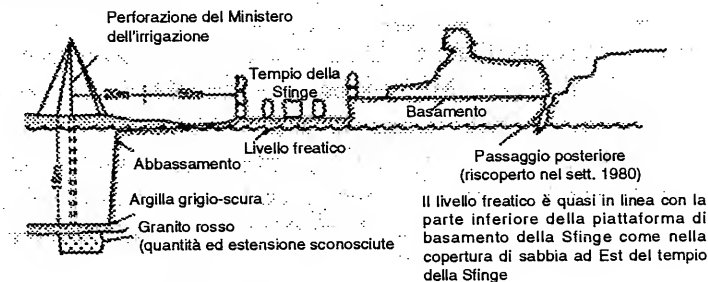 Perforazione del Ministero
dell'irrigazione
20m
50m
Tempio della
Sfinge
Basamento
Livello freatico
Abbassamento
Passaggio posteriore
(riscoperto nel sett. 1980)
Argilla grigio-scura
Granito rosso
(quantità ed estensione sconosciute
Il livello freatico è quasi in linea con la
parte inferiore della piattaforma di
basamento della Sfinge come nella
copertura di sabbia ad Est del tempio
della Sfinge